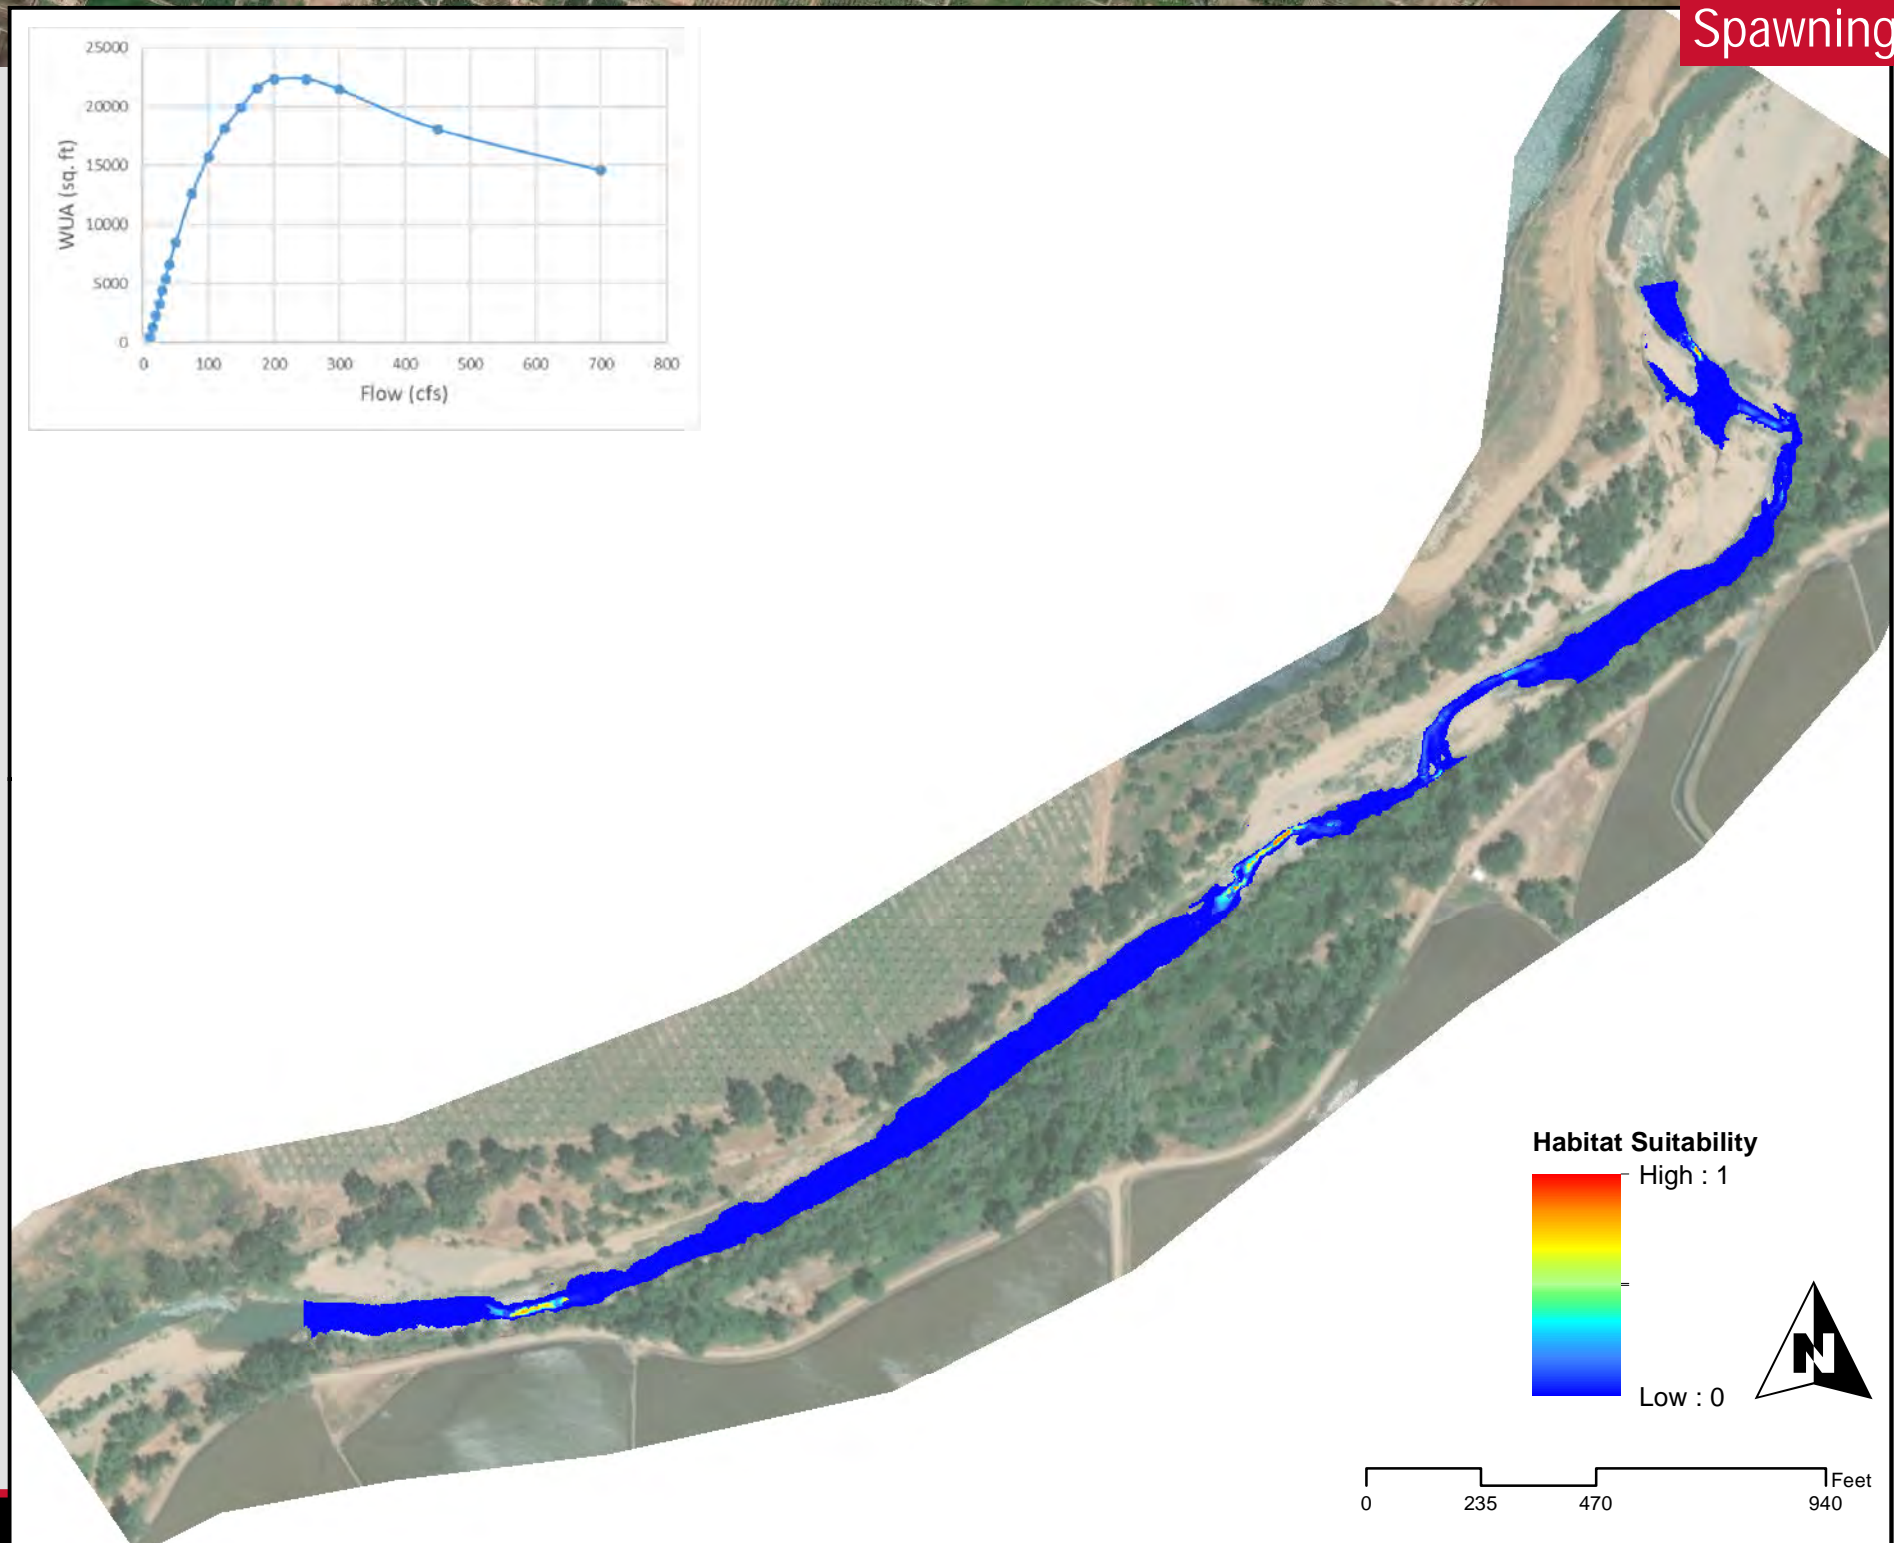 Spawning
25000
20000
15000
10000
5000
0
WUA (sq. ft)
0 100 200 300 400 500 600 700 800
Flow (cfs)
Habitat Suitability
High : 1
Low : 0
N
Feet
0 235 470 940